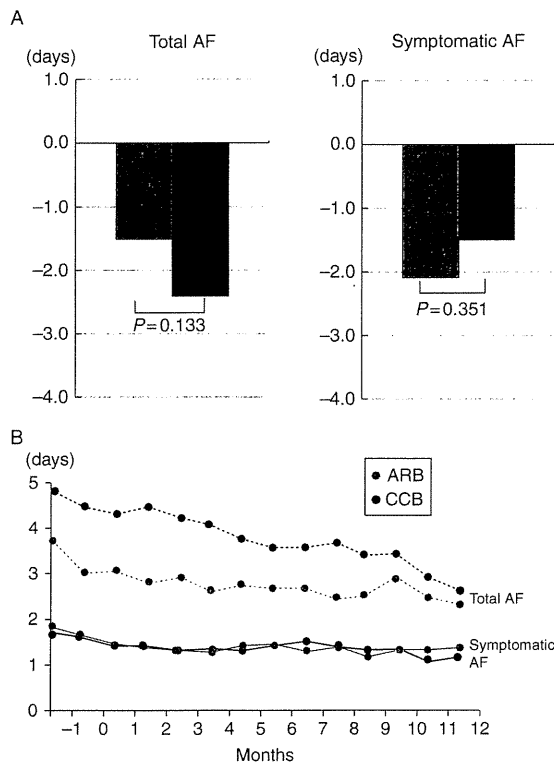 A
Total AF
Symptomatic AF
(days)
(days)
1.0
0.0
−1.0
−2.0
−3.0
−4.0
P=0.133
1.0
0.0
−1.0
−2.0
−3.0
−4.0
P=0.351
B
(days)
5
4
3
2
1
0
ARB
CCB
Total AF
Symptomatic
AF
−1 0 1 2 3 4 5 6 7 8 9 10 11 12
Months